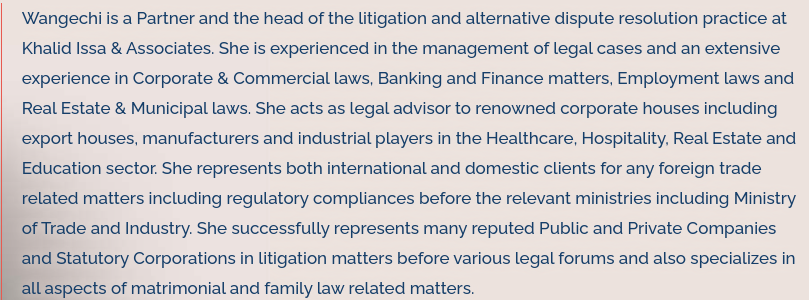 Wangechi is a Partner and the head of the litigation and alternative dispute resolution practice at
Khalid Issa & Associates. She is experienced in the management of legal cases and an extensive
experience in Corporate & Commercial laws, Banking and Finance matters, Employment laws and
Real Estate & Municipal laws. She acts as legal advisor to renowned corporate houses including
export houses, manufacturers and industrial players in the Healthcare, Hospitality, Real Estate and
Education sector. She represents both international and domestic clients for any foreign trade
related matters including regulatory compliances before the relevant ministries including Ministry
of Trade and Industry. She successfully represents many reputed Public and Private Companies
and Statutory Corporations in litigation matters before various legal forums and also specializes in
all aspects of matrimonial and family law related matters.